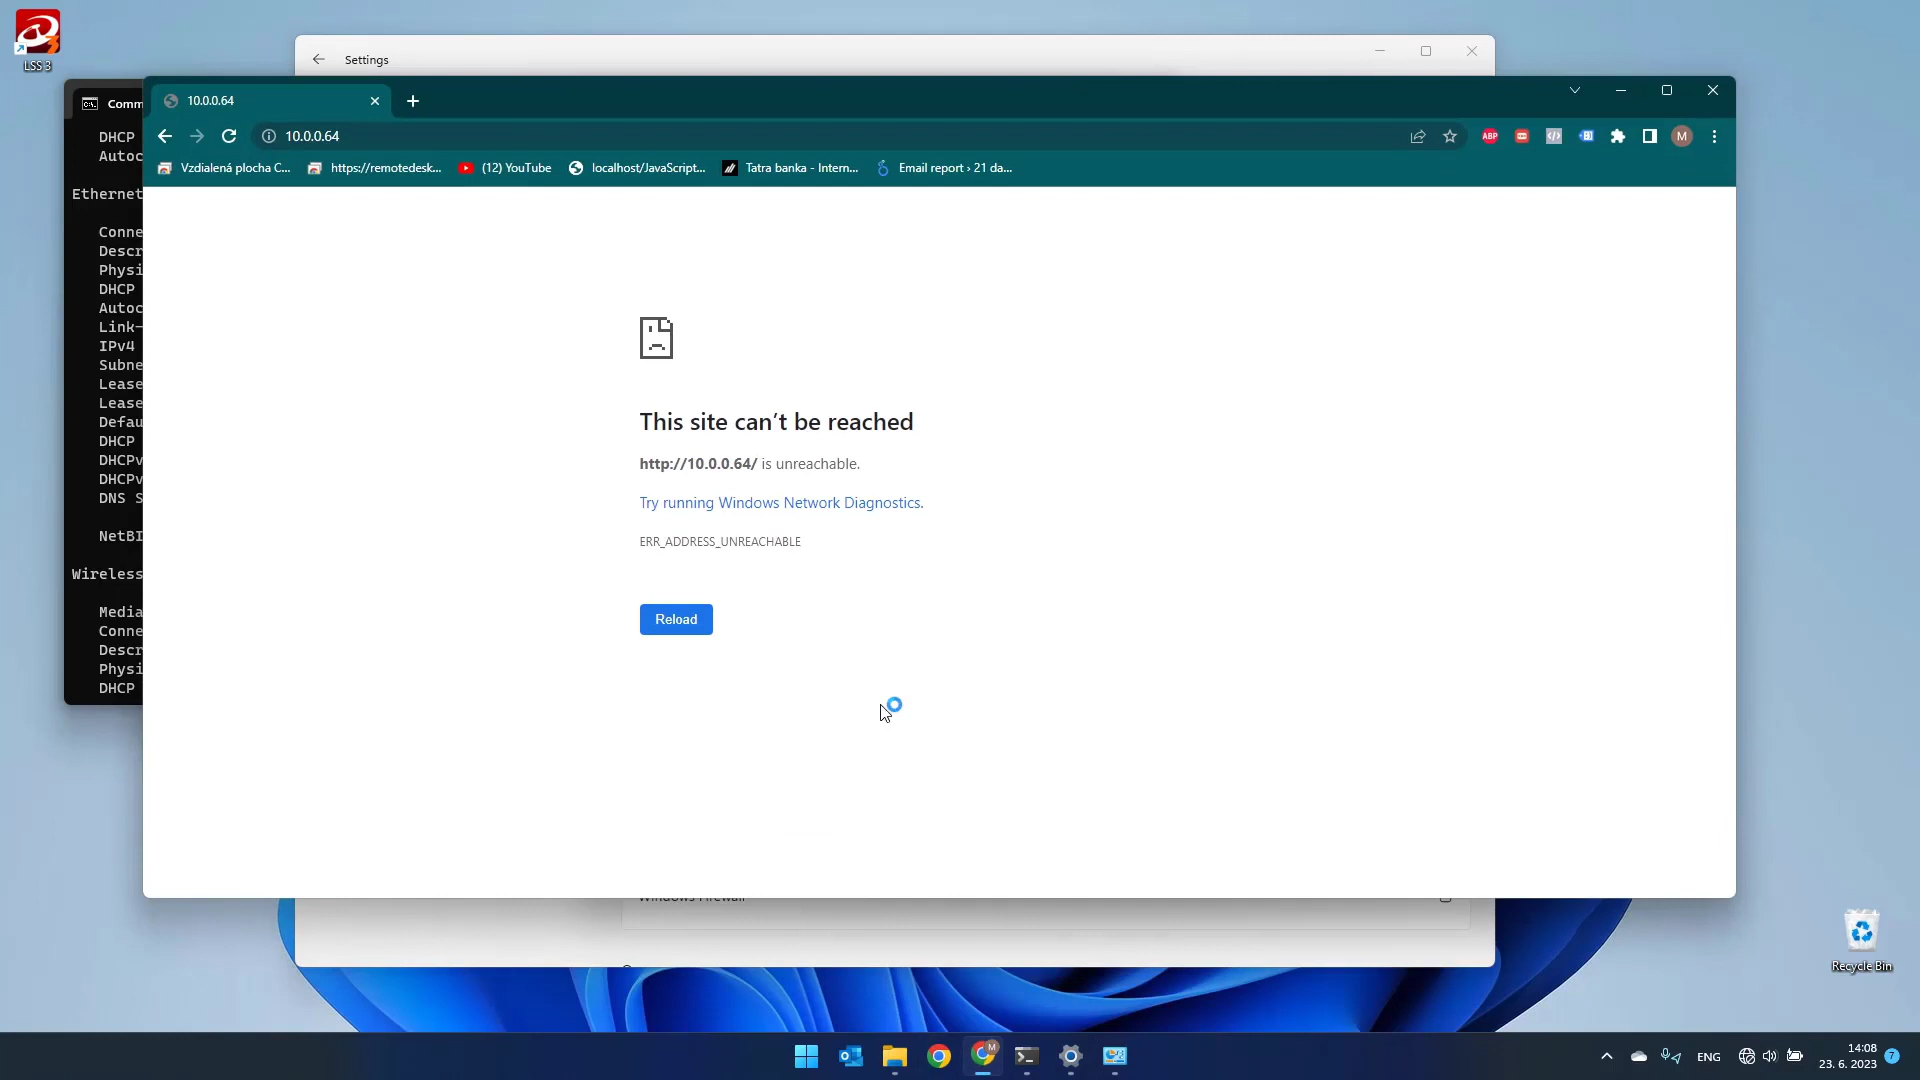 LSS 3
Settings
Comm
10.0.0.64
10.0.0.64
ABP
M
Vzdialená plocha C...
https://remotedesk...
(12) YouTube
localhost/JavaScript...
Tatra banka - Intern...
Email report › 21 da...
DHCP
Autoc
Ethernet
Conne
Descr
Physi
DHCP
Autoc
Link-
IPv4
Subne
Lease
Lease
Defau
DHCP
DHCPv
DHCPv
DNS S
NetBI
Wireless
Media
Conne
Descr
Physi
DHCP
This site can’t be reached
http://10.0.0.64/ is unreachable.
Try running Windows Network Diagnostics.
ERR_ADDRESS_UNREACHABLE
Reload
Windows Firewall
Recycle Bin
M
ENG
14:08
23. 6. 2023
7